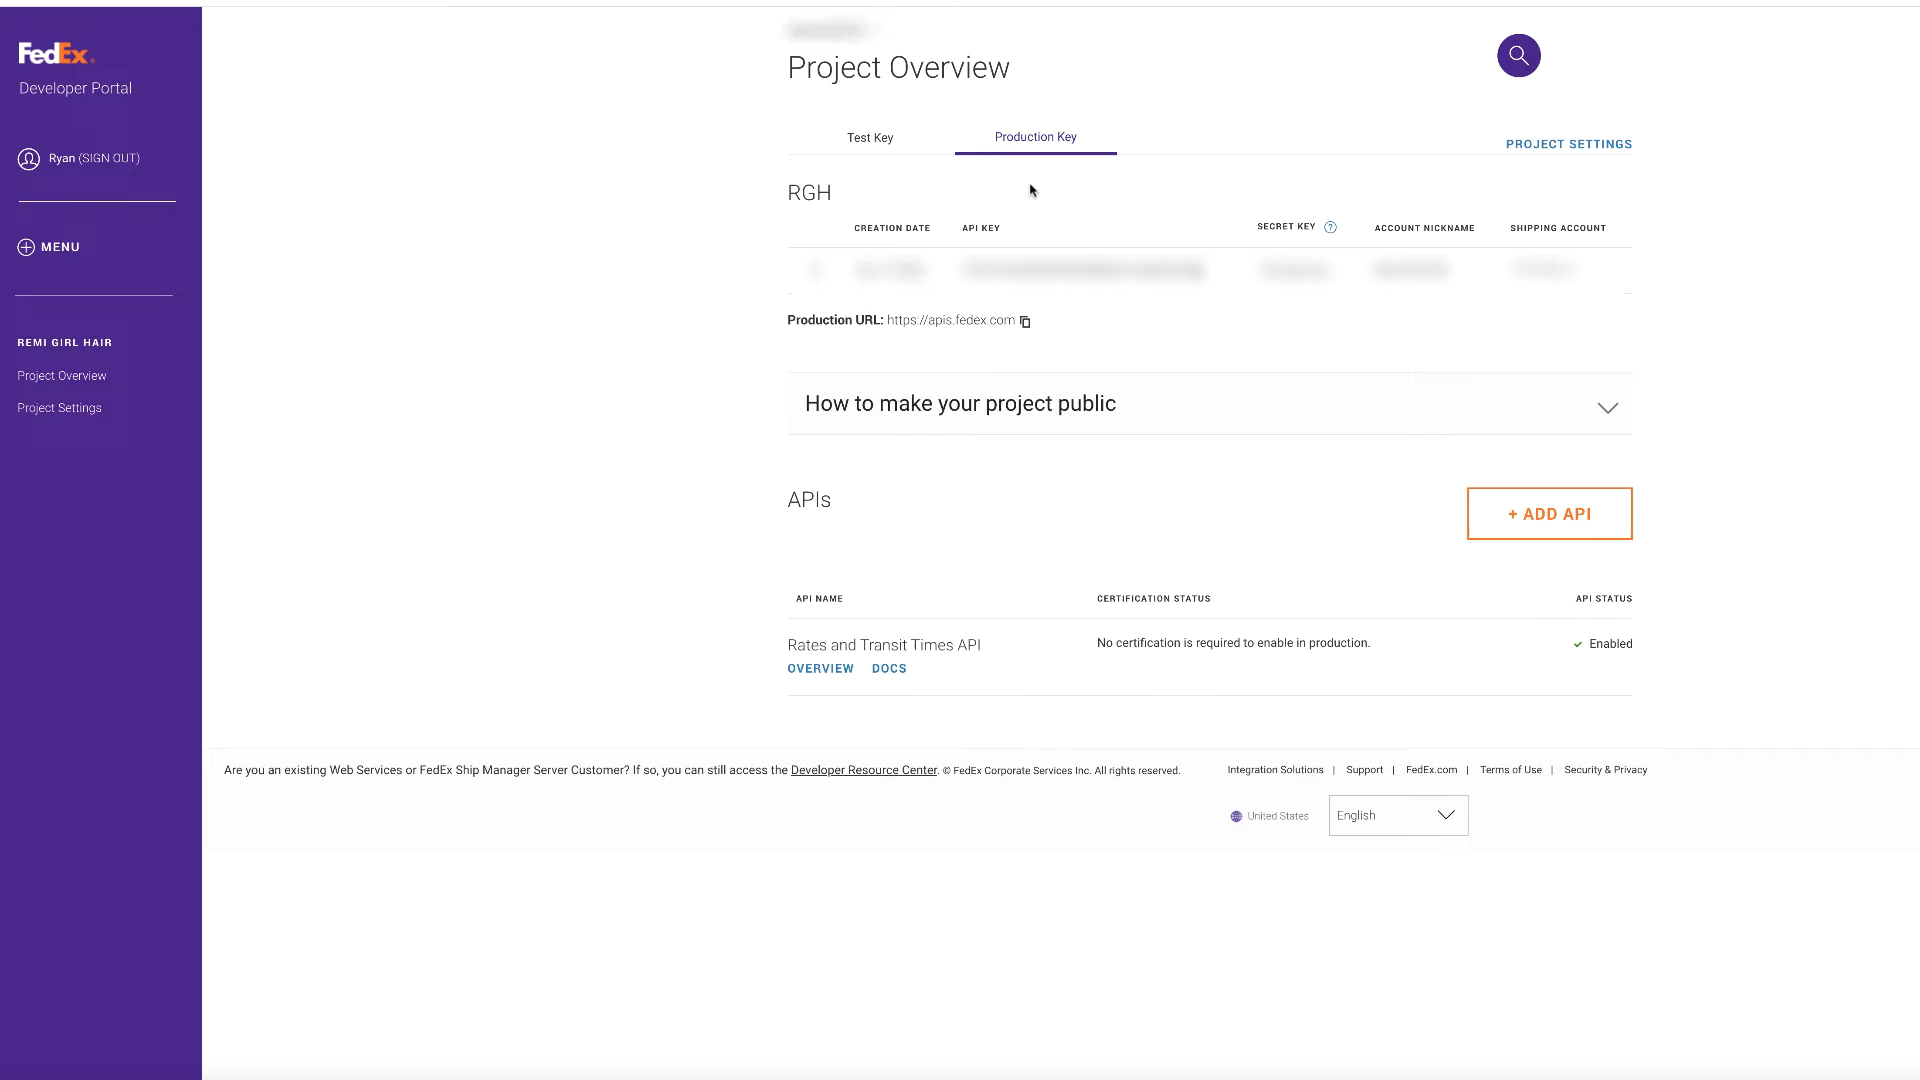 FedEx
Developer Portal
Ryan (SIGN OUT)
MENU
REMI GIRL HAIR
Project Overview
Project Settings
Project Overview
Test Key
Production Key
PROJECT SETTINGS
RGH
CREATION DATE API KEY SECRET KEY ? ACCOUNT NICKNAME SHIPPING ACCOUNT
Production URL: https://apis.fedex.com
How to make your project public
APIs
+ ADD API
API NAME CERTIFICATION STATUS API STATUS
Rates and Transit Times API No certification is required to enable in production. Enabled
OVERVIEW DOCS
Are you an existing Web Services or FedEx Ship Manager Server Customer? If so, you can still access the Developer Resource Center. © FedEx Corporate Services Inc. All rights reserved.
Integration Solutions | Support | FedEx.com | Terms of Use | Security & Privacy
United States
English